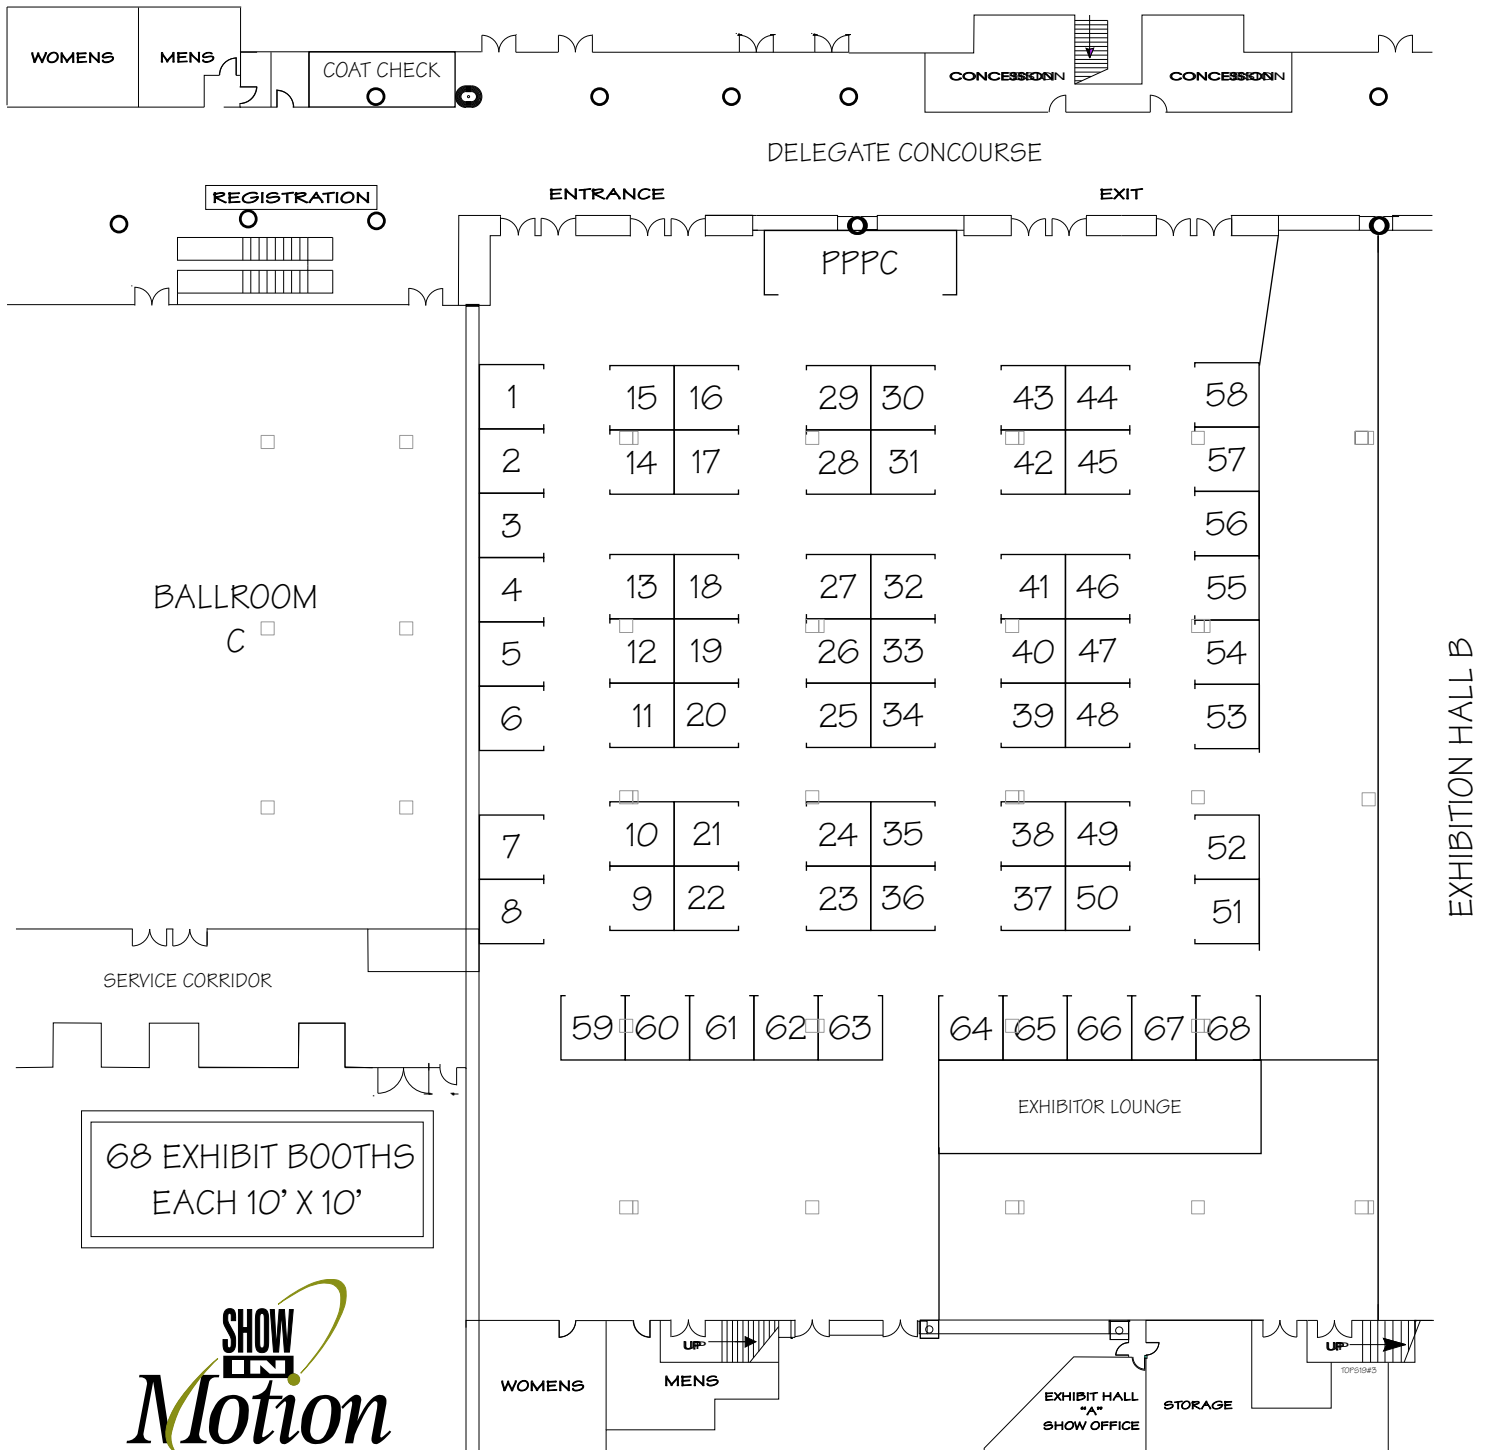 WOMENS
MENS
COAT CHECK
CONCESSION
CONCESSION
DELEGATE CONCOURSE
REGISTRATION
ENTRANCE
EXIT
PPPC
1 15 16 29 30 43 44 58
2 14 17 28 31 42 45 57
3 56
4 13 18 27 32 41 46 55
5 12 19 26 33 40 47 54
6 11 20 25 34 39 48 53
7 10 21 24 35 38 49 52
8 9 22 23 36 37 50 51
BALLROOM
C
EXHIBITION HALL B
SERVICE CORRIDOR
59 60 61 62 63 64 65 66 67 68
EXHIBITOR LOUNGE
68 EXHIBIT BOOTHS
EACH 10' X 10'
SHOW
IN
Motion
UP
UP
10PS19#3
WOMENS
MENS
EXHIBIT HALL
"A"
SHOW OFFICE
STORAGE